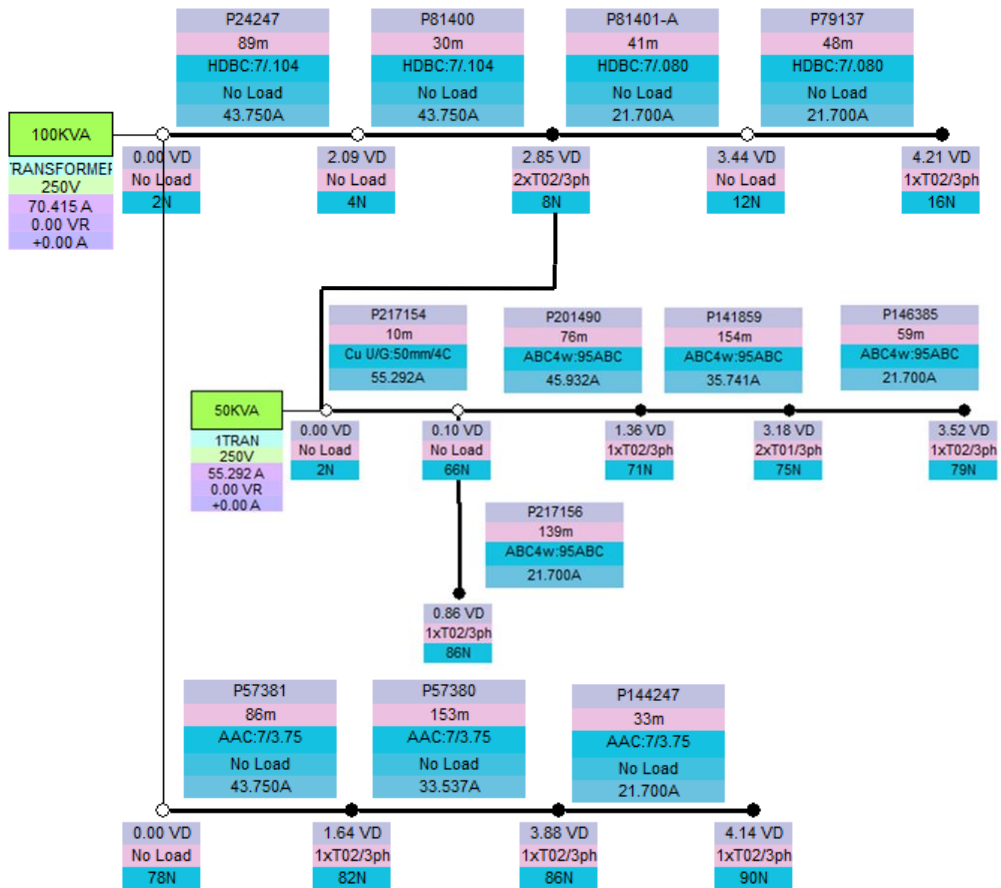 P24247
89m
HDBC:7/.104
No Load
43.750A
P81400
30m
HDBC:7/.104
No Load
43.750A
P81401-A
41m
HDBC:7/.080
No Load
21.700A
P79137
48m
HDBC:7/.080
No Load
21.700A
100KVA
TRANSFORMER
250V
70.415 A
0.00 VR
+0.00 A
0.00 VD
No Load
2N
2.09 VD
No Load
4N
2.85 VD
2xT02/3ph
8N
3.44 VD
No Load
12N
4.21 VD
1xT02/3ph
16N
P217154
10m
Cu U/G:50mm/4C
55.292A
P201490
76m
ABC4w:95ABC
45.932A
P141859
154m
ABC4w:95ABC
35.741A
P146385
59m
ABC4w:95ABC
21.700A
50KVA
1TRAN
250V
55.292 A
0.00 VR
+0.00 A
0.00 VD
No Load
2N
0.10 VD
No Load
66N
1.36 VD
1xT02/3ph
71N
3.18 VD
2xT01/3ph
75N
3.52 VD
1xT02/3ph
79N
P217156
139m
ABC4w:95ABC
21.700A
0.86 VD
1xT02/3ph
86N
P57381
86m
AAC:7/3.75
No Load
43.750A
P57380
153m
AAC:7/3.75
No Load
33.537A
P144247
33m
AAC:7/3.75
No Load
21.700A
0.00 VD
No Load
78N
1.64 VD
1xT02/3ph
82N
3.88 VD
1xT02/3ph
86N
4.14 VD
1xT02/3ph
90N